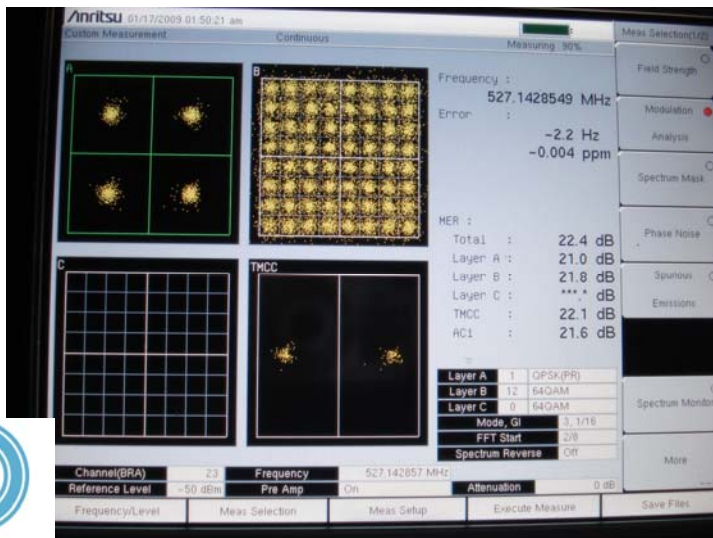 Anritsu 01/17/2009 01:50:21 am
Custom Measurement Continuous Measuring 90% Meas Selection(1/2)
A B
Frequency :
527.1428549 MHz
Error :
-2.2 Hz
-0.004 ppm
MER :
Total : 22.4 dB
Layer A : 21.0 dB
Layer B : 21.8 dB
Layer C : ***.* dB
TMCC : 22.1 dB
AC1 : 21.6 dB
C TMCC
Layer A 1 QPSK(PR)
Layer B 12 64QAM
Layer C 0 64QAM
Mode, GI 3, 1/16
FFT Start 2/8
Spectrum Reverse Off
Channel(BRA) 23 Frequency 527.142857 MHz
Reference Level -50 dBm Pre Amp On Attenuation 0 dB
Frequency/Level Meas Selection Meas Setup Execute Measure Save Files
Field Strength
Modulation
Analysis
Spectrum Mask
Phase Noise
Spurious
Emissions
Spectrum Monitor
More